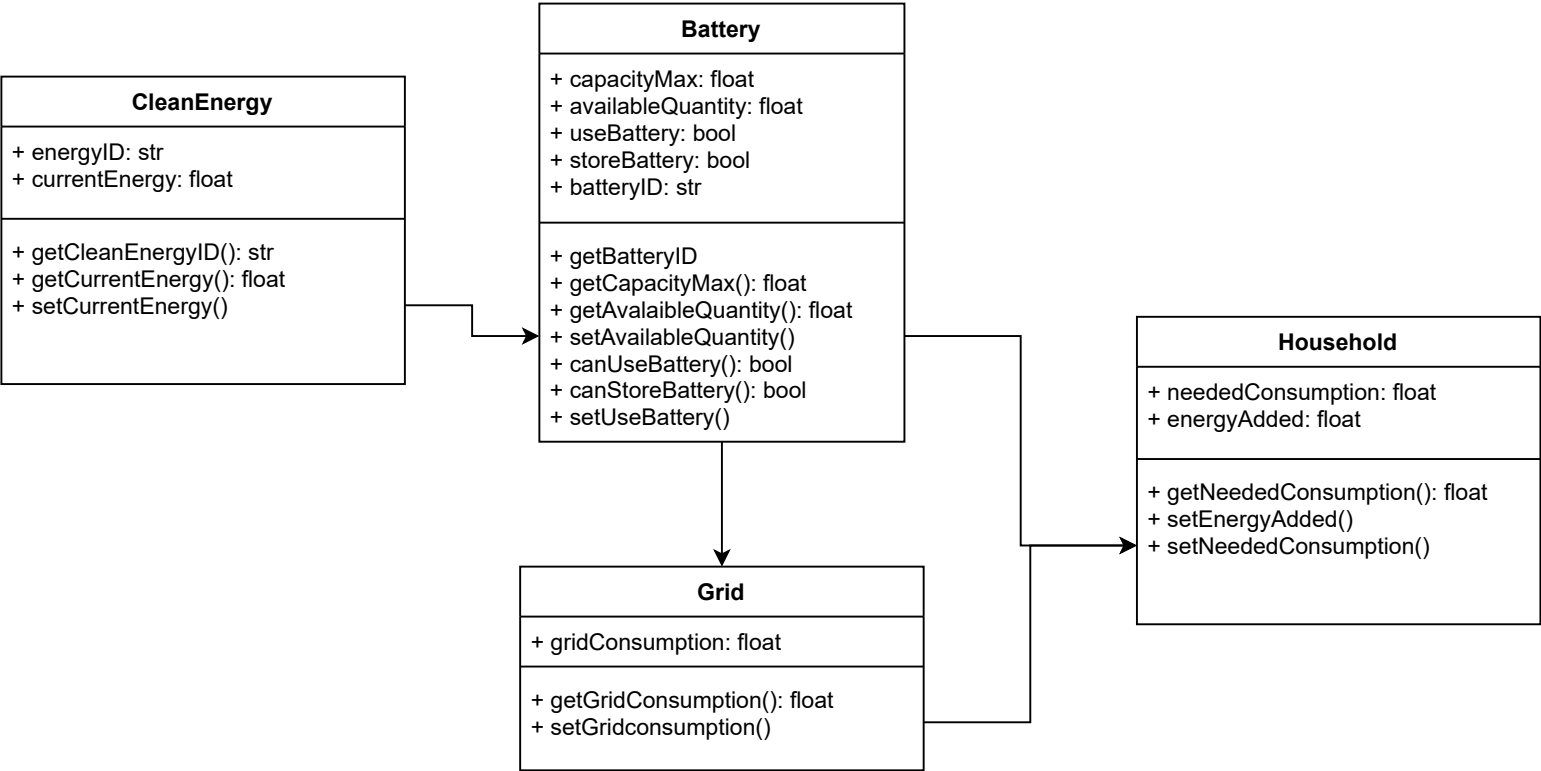 CleanEnergy
+ energyID: str
+ currentEnergy: float
+ getCleanEnergyID(): str
+ getCurrentEnergy(): float
+ setCurrentEnergy()
Battery
+ capacityMax: float
+ availableQuantity: float
+ useBattery: bool
+ storeBattery: bool
+ batteryID: str
+ getBatteryID
+ getCapacityMax(): float
+ getAvalaibleQuantity(): float
+ setAvailableQuantity()
+ canUseBattery(): bool
+ canStoreBattery(): bool
+ setUseBattery()
Grid
+ gridConsumption: float
+ getGridConsumption(): float
+ setGridconsumption()
Household
+ neededConsumption: float
+ energyAdded: float
+ getNeededConsumption(): float
+ setEnergyAdded()
+ setNeededConsumption()